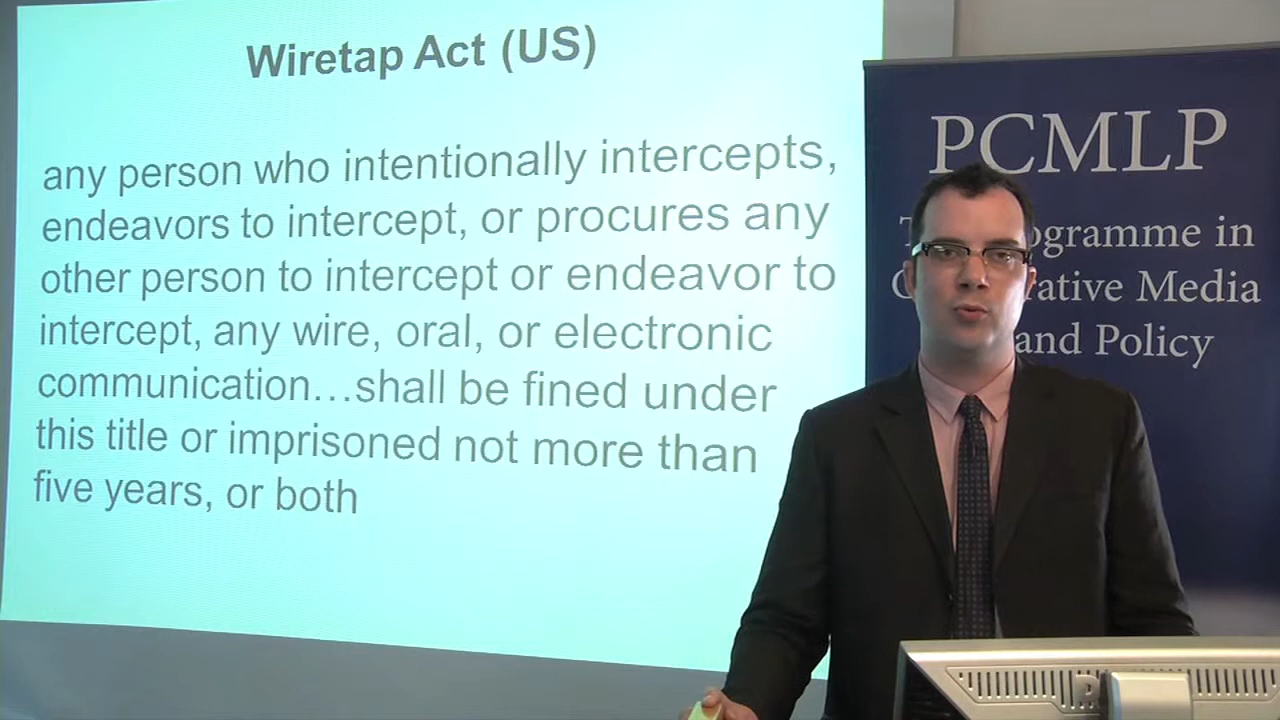 Wiretap Act (US)
any person who intentionally intercepts,
endeavors to intercept, or procures any
other person to intercept or endeavor to
intercept, any wire, oral, or electronic
communication…shall be fined under
this title or imprisoned not more than
five years, or both
PCMLP
ogramme in
rative Media
and Policy